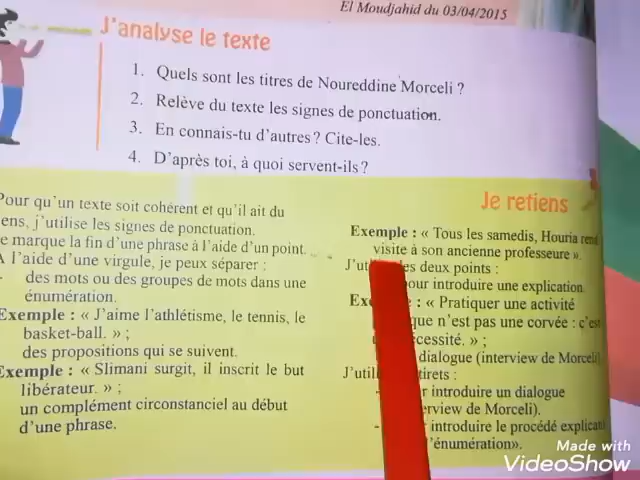 El Moudjahid du 03/04/2015
J'analyse le texte
1. Quels sont les titres de Noureddine Morceli ?
2. Relève du texte les signes de ponctuation.
3. En connais-tu d'autres ? Cite-les.
4. D'après toi, à quoi servent-ils ?
Je retiens
Pour qu'un texte soit cohérent et qu'il ait du
sens, j'utilise les signes de ponctuation.
e marque la fin d'une phrase à l'aide d'un point.
A l'aide d'une virgule, je peux séparer :
- des mots ou des groupes de mots dans une
énumération.
Exemple : « J'aime l'athlétisme, le tennis, le
basket-ball. » ;
des propositions qui se suivent.
Exemple : « Slimani surgit, il inscrit le but
libérateur. » ;
un complément circonstanciel au début
d'une phrase.
Exemple : « Tous les samedis, Houria rend
visite à son ancienne professeure ».
les deux points :
pour introduire une explication
: « Pratiquer une activité
que n'est pas une corvée : c'est
cessité. » ;
dialogue (interview de Morceli)
J'util tirets :
- r introduire un dialogue
erview de Morceli).
- r introduire le procédé explicatif
'énumération».
Made with
VideoShow